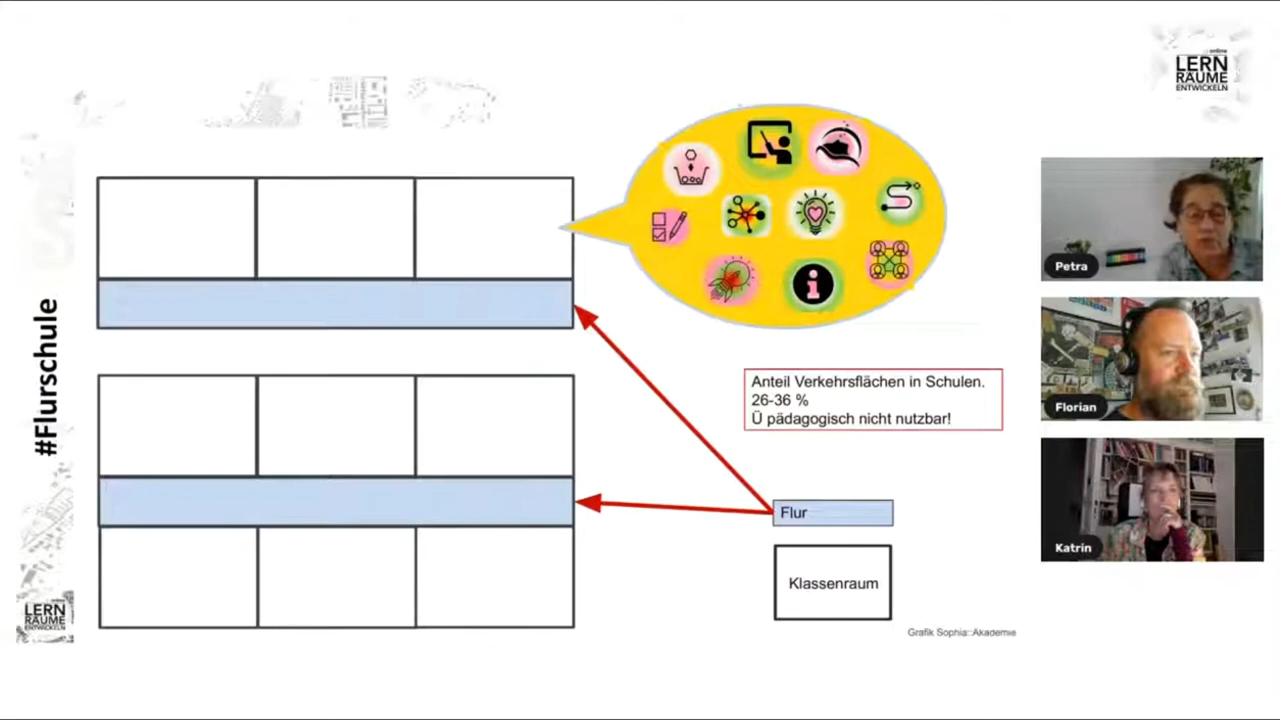 online
LERN
RÄUME
ENTWICKELN
#Flurschule
Anteil Verkehrsflächen in Schulen.
26-36 %
Ü pädagogisch nicht nutzbar!
Flur
Klassenraum
Grafik Sophia::Akademie
online
LERN
RÄUME
ENTWICKELN
Petra
Florian
Katrin